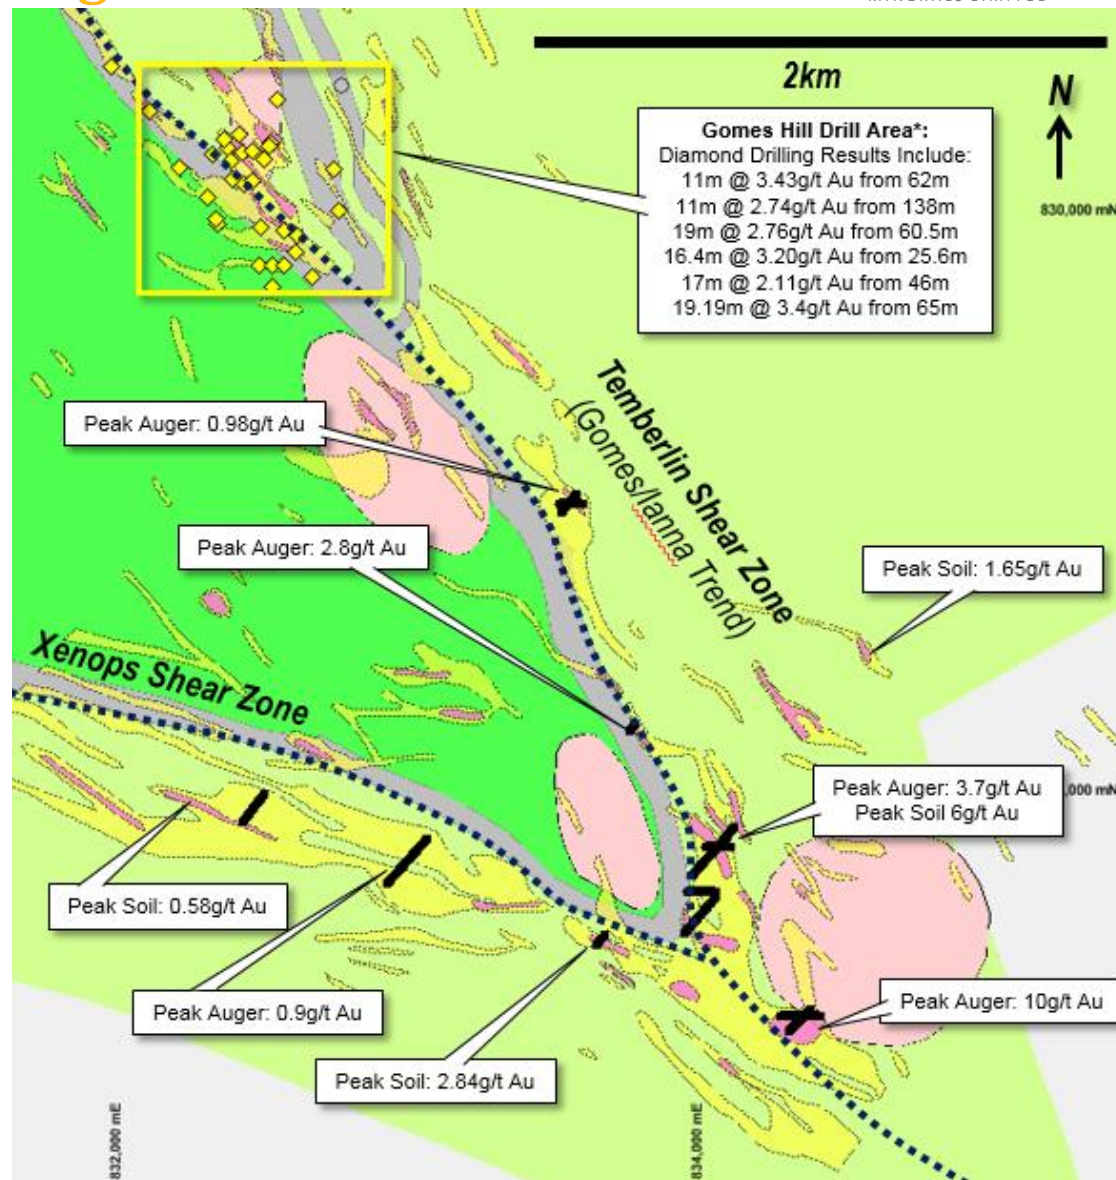 2km
N
Gomes Hill Drill Area*:
Diamond Drilling Results Include:
11m @ 3.43g/t Au from 62m
11m @ 2.74g/t Au from 138m
19m @ 2.76g/t Au from 60.5m
16.4m @ 3.20g/t Au from 25.6m
17m @ 2.11g/t Au from 46m
19.19m @ 3.4g/t Au from 65m
830,000 mN
Temberlin Shear Zone
(Gomes/Ianna Trend)
Peak Auger: 0.98g/t Au
Peak Auger: 2.8g/t Au
Peak Soil: 1.65g/t Au
Xenops Shear Zone
Peak Auger: 3.7g/t Au
Peak Soil 6g/t Au
,000 mN
Peak Soil: 0.58g/t Au
Peak Auger: 0.9g/t Au
Peak Auger: 10g/t Au
Peak Soil: 2.84g/t Au
832,000 mE
834,000 mE